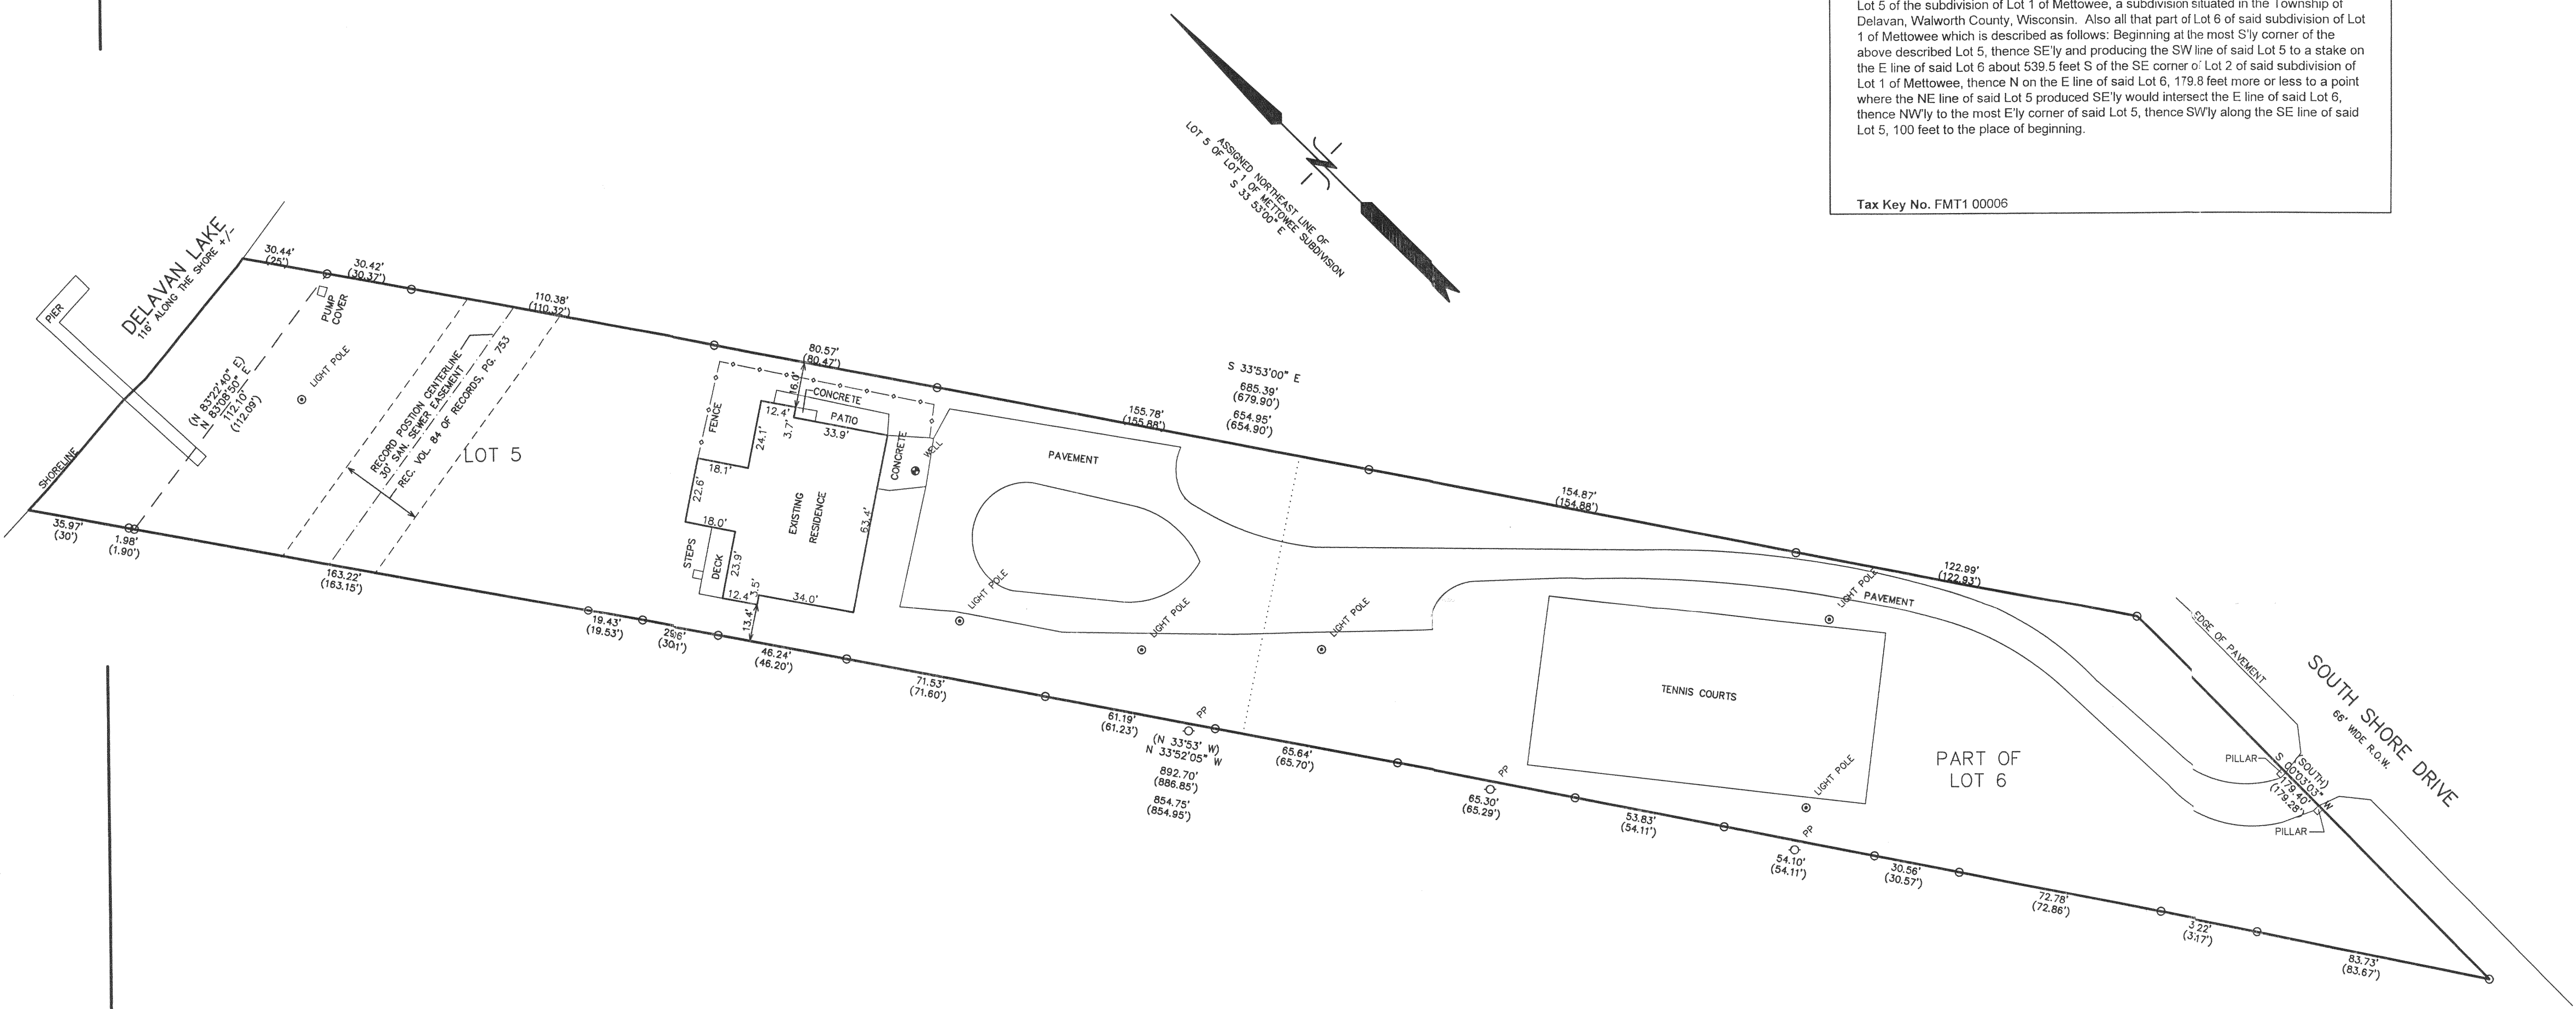 Lot 5 of the subdivision of Lot 1 of Mettowee, a subdivision situated in the Township of
Delavan, Walworth County, Wisconsin. Also all that part of Lot 6 of said subdivision of Lot
1 of Mettowee which is described as follows: Beginning at the most S'ly corner of the
above described Lot 5, thence SE'ly and producing the SW line of said Lot 5 to a stake on
the E line of said Lot 6 about 539.5 feet S of the SE corner of Lot 2 of said subdivision of
Lot 1 of Mettowee, thence N on the E line of said Lot 6, 179.8 feet more or less to a point
where the NE line of said Lot 5 produced SE'ly would intersect the E line of said Lot 6,
thence NW'ly to the most E'ly corner of said Lot 5, thence SW'ly along the SE line of said
Lot 5, 100 feet to the place of beginning.
Tax Key No. FMT1 00006
N
ASSIGNED NORTHEAST LINE OF
LOT 5 OF LOT 1 OF METTOWEE SUBDIVISION
S 33 53'00" E
DELAVAN LAKE
116' ALONG THE SHORE +/-
PIER
SHORELINE
30.44'
(25')
30.42'
(30.37')
PUMP
COVER
LIGHT POLE
(N 83°22'40" E)
N 83°08'50" E
112.10'
(112.09')
110.38'
(110.32')
RECORD POSTION CENTERLINE
30' SAN. SEWER EASEMENT
REC. VOL. 84 OF RECORDS, PG. 753
LOT 5
80.57'
(80.47')
16.0'
FENCE
CONCRETE
PATIO
12.4'
3.7'
33.9'
24.1'
18.1'
22.6'
18.0'
STEPS
DECK
23.9'
12.4'
3.5'
34.0'
13.4'
63.4'
EXISTING
RESIDENCE
CONCRETE
WELL
PAVEMENT
155.78'
(155.88')
S 33°53'00" E
685.39'
(679.90')
654.95'
(654.90')
154.87'
(154.88')
122.99'
(122.93')
LIGHT POLE
LIGHT POLE
LIGHT POLE
LIGHT POLE
PAVEMENT
TENNIS COURTS
LIGHT POLE
PART OF
LOT 6
EDGE OF PAVEMENT
SOUTH SHORE DRIVE
66' WIDE R.O.W.
PILLAR
(SOUTH)
S 00°03'03" W
179.40'
(179.28')
PILLAR
35.97'
(30')
1.98'
(1.90')
163.22'
(163.15')
19.43'
(19.53')
46.24'
(46.20')
71.53'
(71.60')
61.19'
(61.23')
PP
(N 33°53' W)
N 33°52'05" W
892.70'
(886.85')
854.75'
(854.95')
65.64'
(65.70')
PP
65.30'
(65.29')
53.83'
(54.11')
PP
54.10'
(54.11')
30.56'
(30.57')
72.78'
(72.86')
83.73'
(83.67')